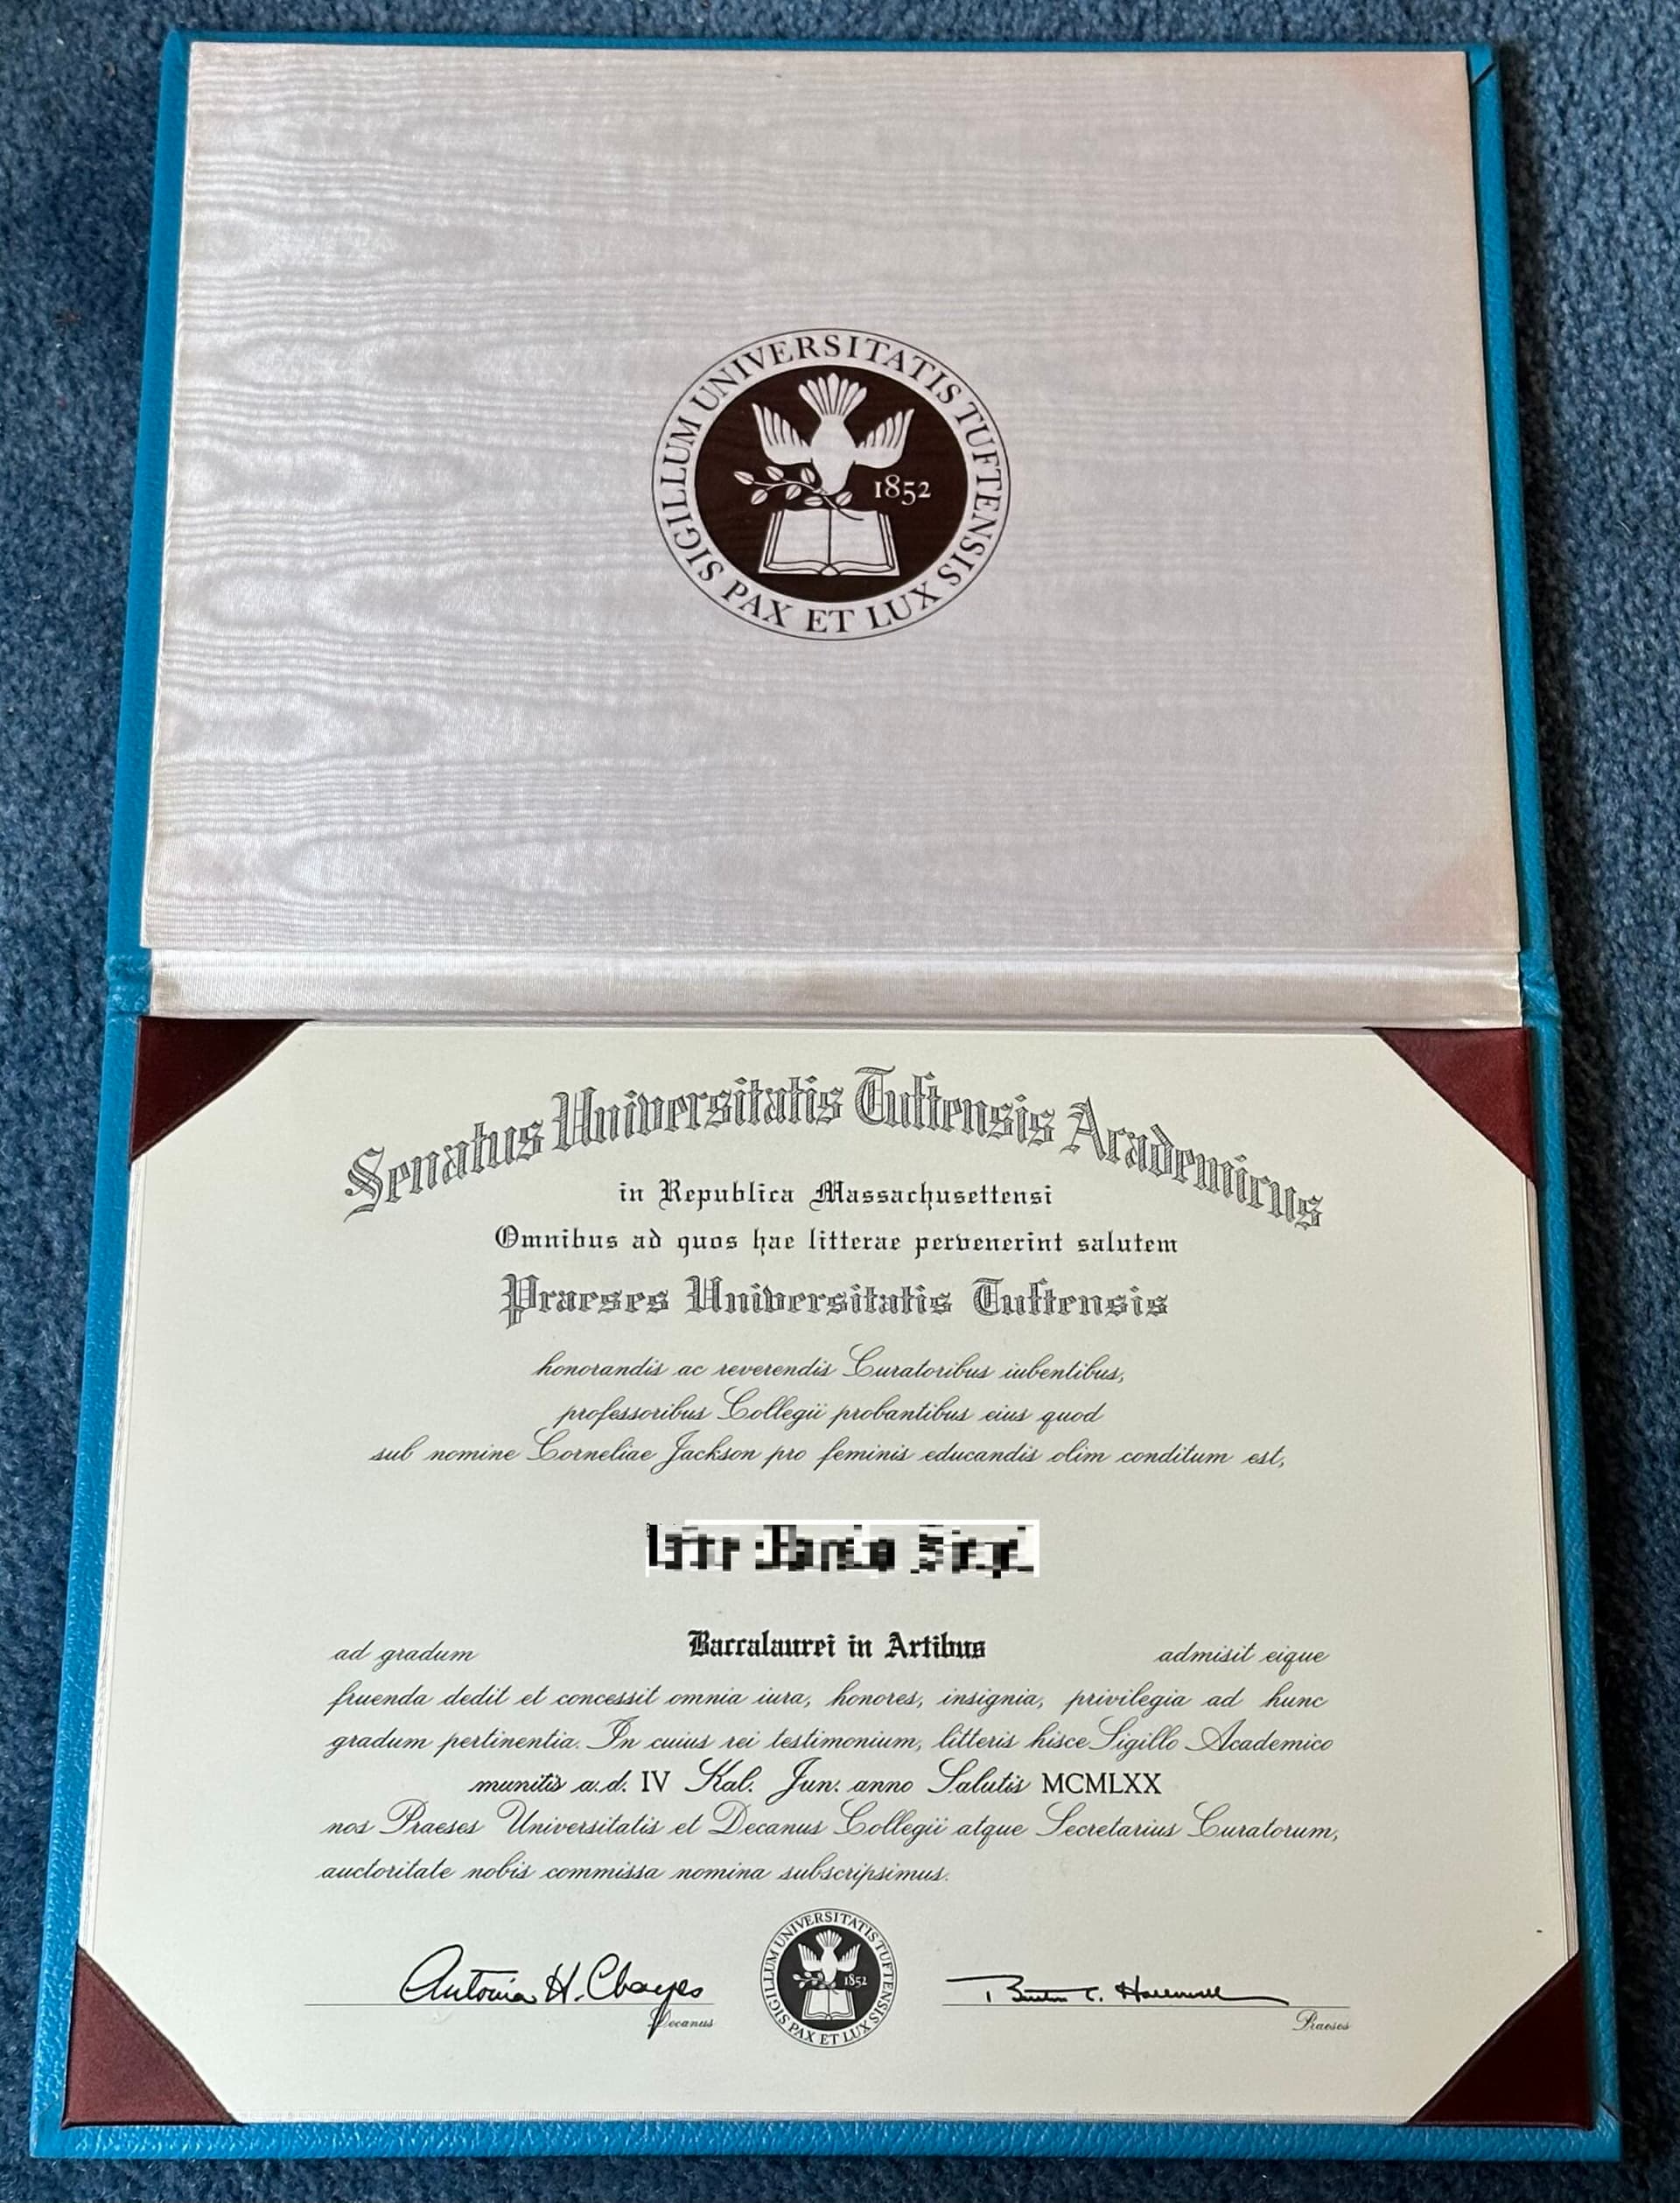 SIGILLUM UNIVERSITATIS TUFTENSIS
1852
PAX ET LUX
Senatus Universitatis Tuftensis Academicus
in Republica Massachusettensi
Omnibus ad quos hae litterae pervenerint salutem
Praeses Universitatis Tuftensis
honorandis ac reverendis Curatoribus iubentibus,
professoribus Collegii probantibus eius quod
sub nomine Corneliae Jackson pro feminis educandis olim conditum est,
ad gradum Baccalaurei in Artibus admisit eique
fruenda dedit et concessit omnia iura, honores, insignia, privilegia ad hunc
gradum pertinentia. In cuius rei testimonium, litteris hisce Sigillo Academico
munitis a.d. IV Kal. Jun. anno Salutis MCMLXX
nos Praeses Universitatis et Decanus Collegii atque Secretarius Curatorum,
auctoritate nobis commissa nomina subscripsimus.
Antonia H. Chayes
Decanus
SIGILLUM UNIVERSITATIS TUFTENSIS
1852
PAX ET LUX
Burton C. Hallowell
Praeses